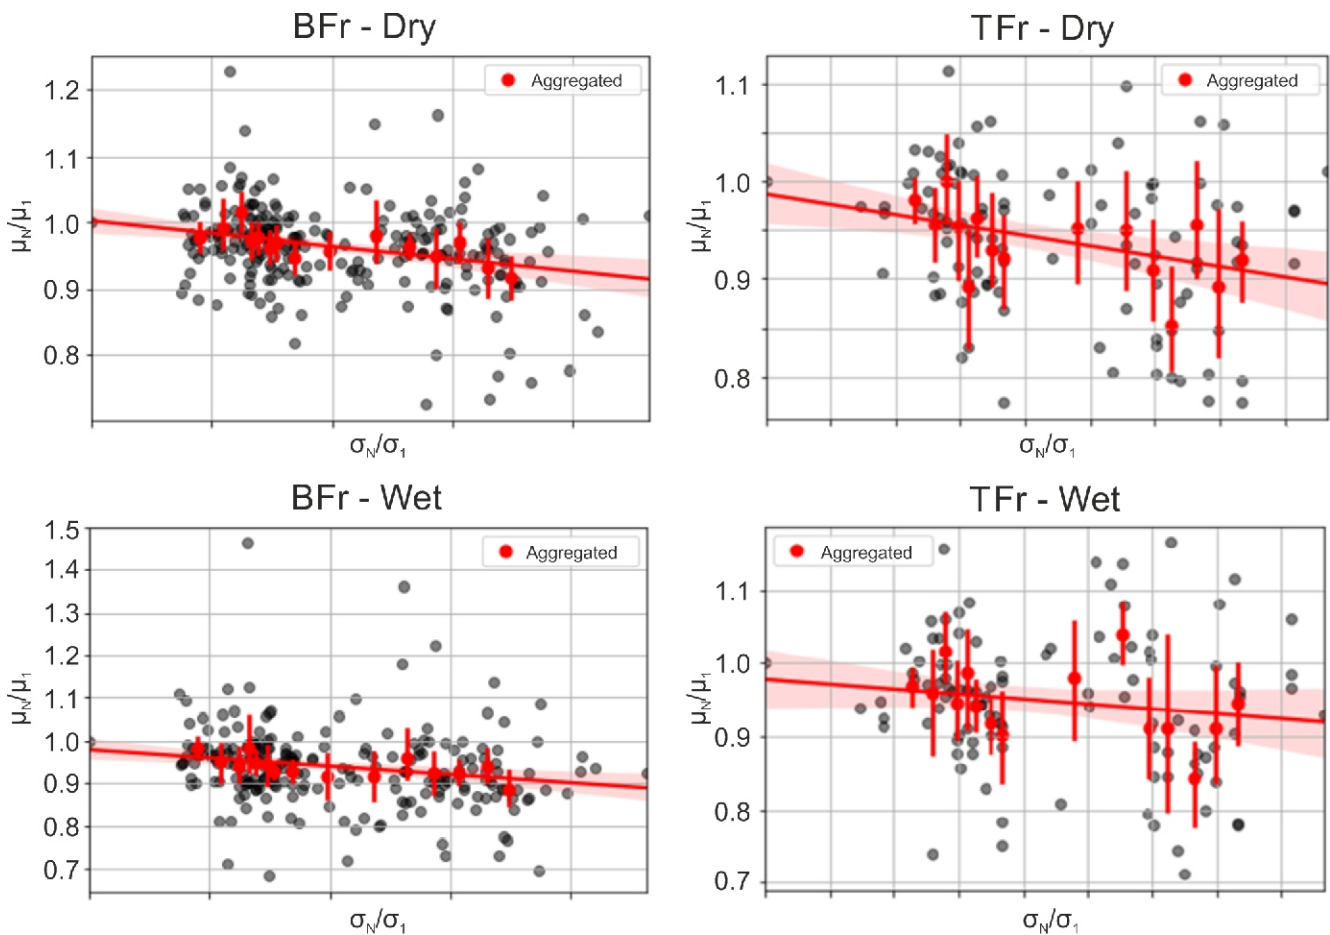 BFr - Dry
1.2
1.1
1.0
0.9
0.8
μN/μ1
Aggregated
σN/σ1
TFr - Dry
1.1
1.0
0.9
0.8
μN/μ1
Aggregated
σN/σ1
BFr - Wet
1.5
1.4
1.3
1.2
1.1
1.0
0.9
0.8
0.7
μN/μ1
Aggregated
σN/σ1
TFr - Wet
1.1
1.0
0.9
0.8
0.7
μN/μ1
Aggregated
σN/σ1